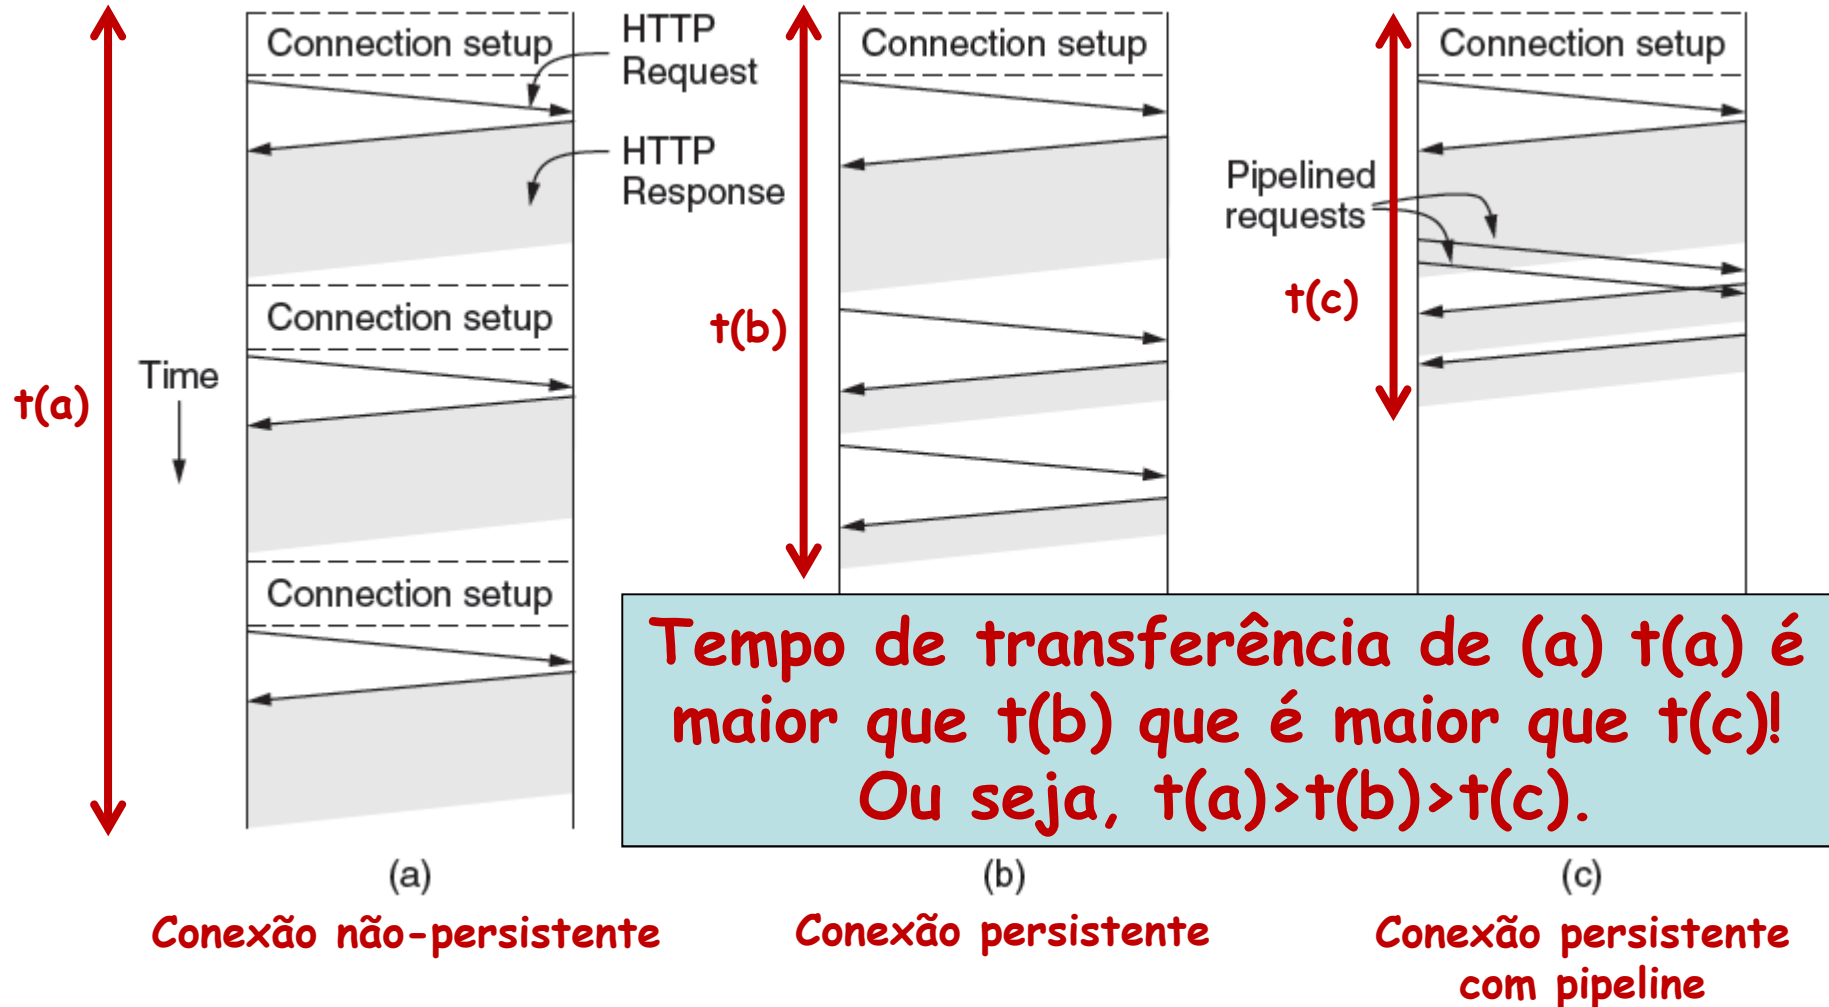 Connection setup
HTTP
Request
HTTP
Response
Connection setup
Time
t(a)
Connection setup
(a)
Conexão não-persistente
Connection setup
t(b)
(b)
Conexão persistente
Connection setup
Pipelined
requests
t(c)
(c)
Conexão persistente
com pipeline
Tempo de transferência de (a) t(a) é
maior que t(b) que é maior que t(c)!
Ou seja, t(a)>t(b)>t(c).